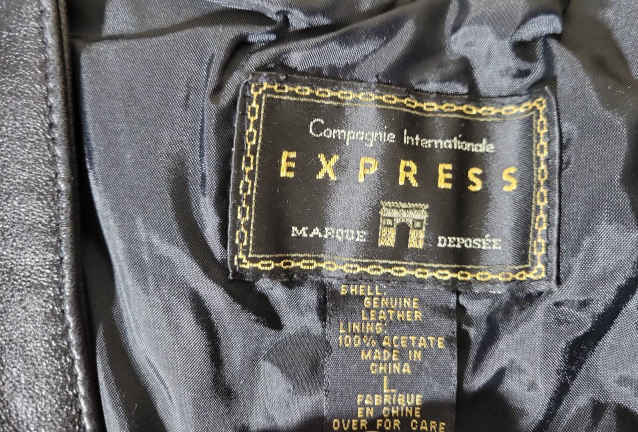 Compagnie Internationale
EXPRESS
MARQUE DEPOSÉE
SHELL:
GENUINE
LEATHER
LINING:
100% ACETATE
MADE IN
CHINA
L
FABRIQUE
EN CHINE
OVER FOR CARE